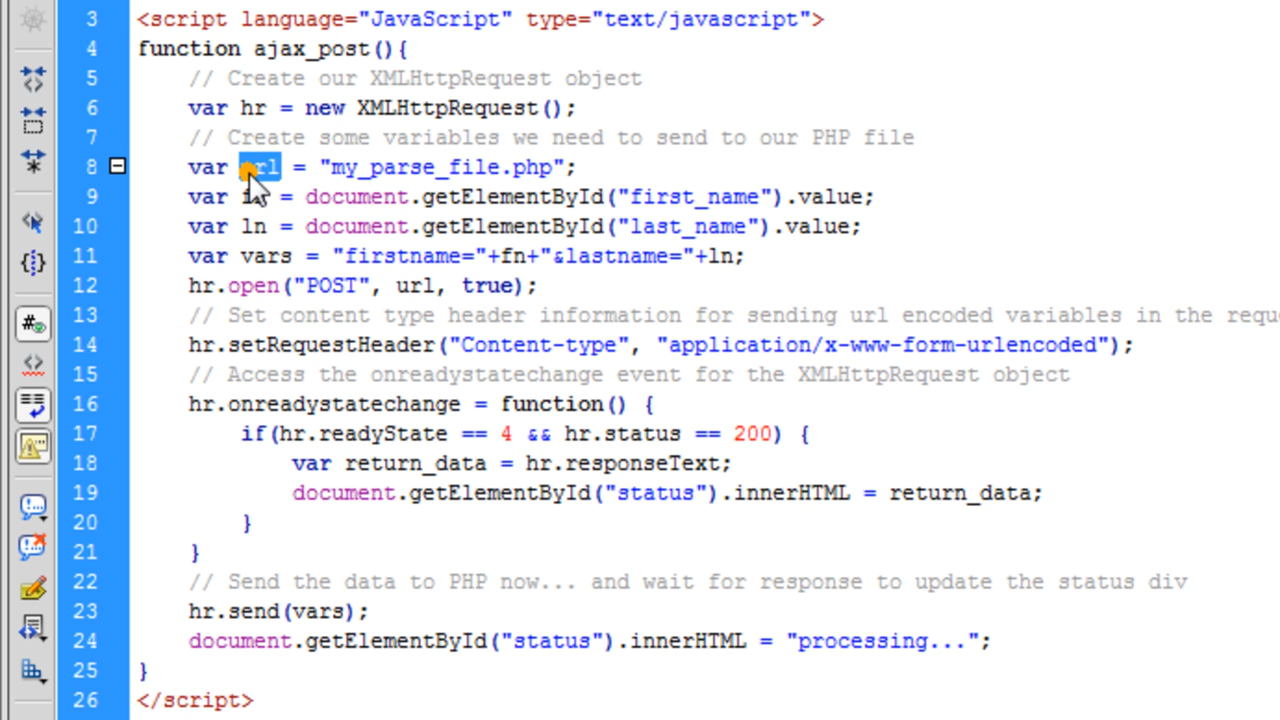 3 <script language="JavaScript" type="text/javascript">
4 function ajax_post(){
5 // Create our XMLHttpRequest object
6 var hr = new XMLHttpRequest();
7 // Create some variables we need to send to our PHP file
8 var url = "my_parse_file.php";
9 var = document.getElementById("first_name").value;
10 var ln = document.getElementById("last_name").value;
11 var vars = "firstname="+fn+"&lastname="+ln;
12 hr.open("POST", url, true);
13 // Set content type header information for sending url encoded variables in the
14 hr.setRequestHeader("Content-type", "application/x-www-form-urlencoded");
15 // Access the onreadystatechange event for the XMLHttpRequest object
16 hr.onreadystatechange = function() {
17 if(hr.readyState == 4 && hr.status == 200) {
18 var return_data = hr.responseText;
19 document.getElementById("status").innerHTML = return_data;
20 }
21 }
22 // Send the data to PHP now... and wait for response to update the status div
23 hr.send(vars);
24 document.getElementById("status").innerHTML = "processing...";
25 }
26 </script>